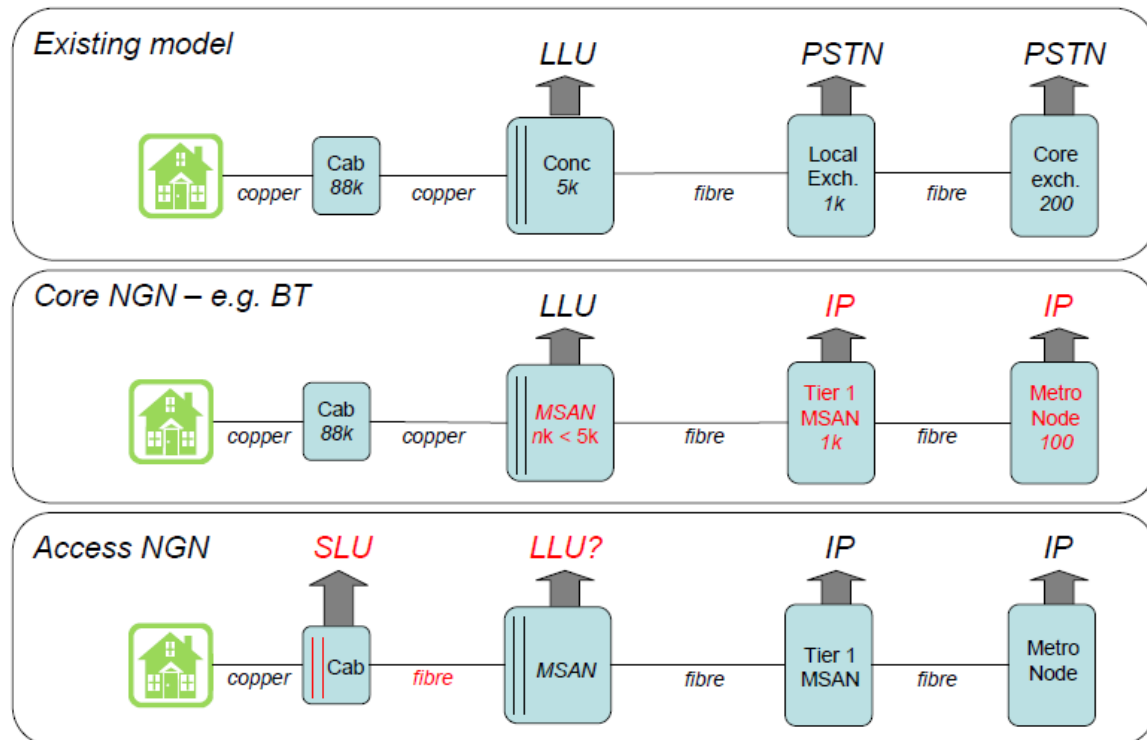 Existing model
LLU
PSTN
PSTN
Cab
88k
Conc
5k
Local
Exch.
1k
Core
exch.
200
copper
copper
fibre
fibre
Core NGN – e.g. BT
LLU
IP
IP
Cab
88k
MSAN
nk < 5k
Tier 1
MSAN
1k
Metro
Node
100
copper
copper
fibre
fibre
Access NGN
SLU
LLU?
IP
IP
Cab
MSAN
Tier 1
MSAN
Metro
Node
copper
fibre
fibre
fibre